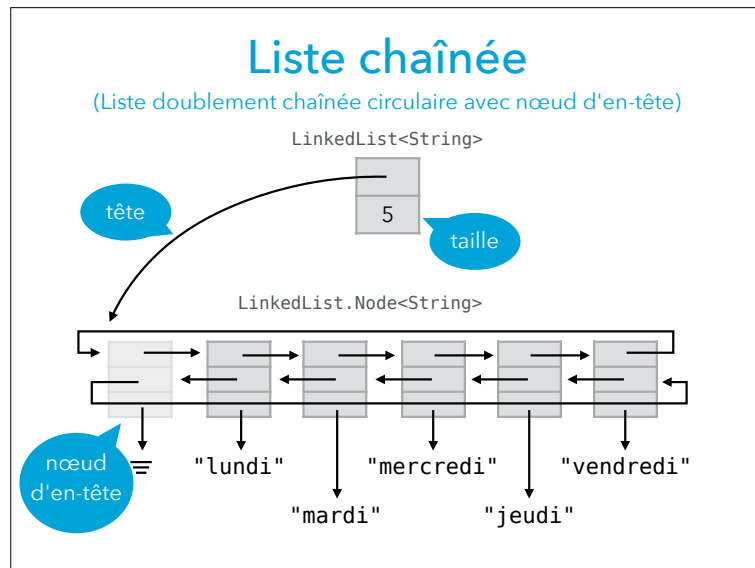 Liste chaînée
(Liste doublement chaînée circulaire avec nœud d'en-tête)
LinkedList<String>
tête
5
taille
LinkedList.Node<String>
nœud
d'en-tête
"lundi"
"mercredi"
"vendredi"
"mardi"
"jeudi"